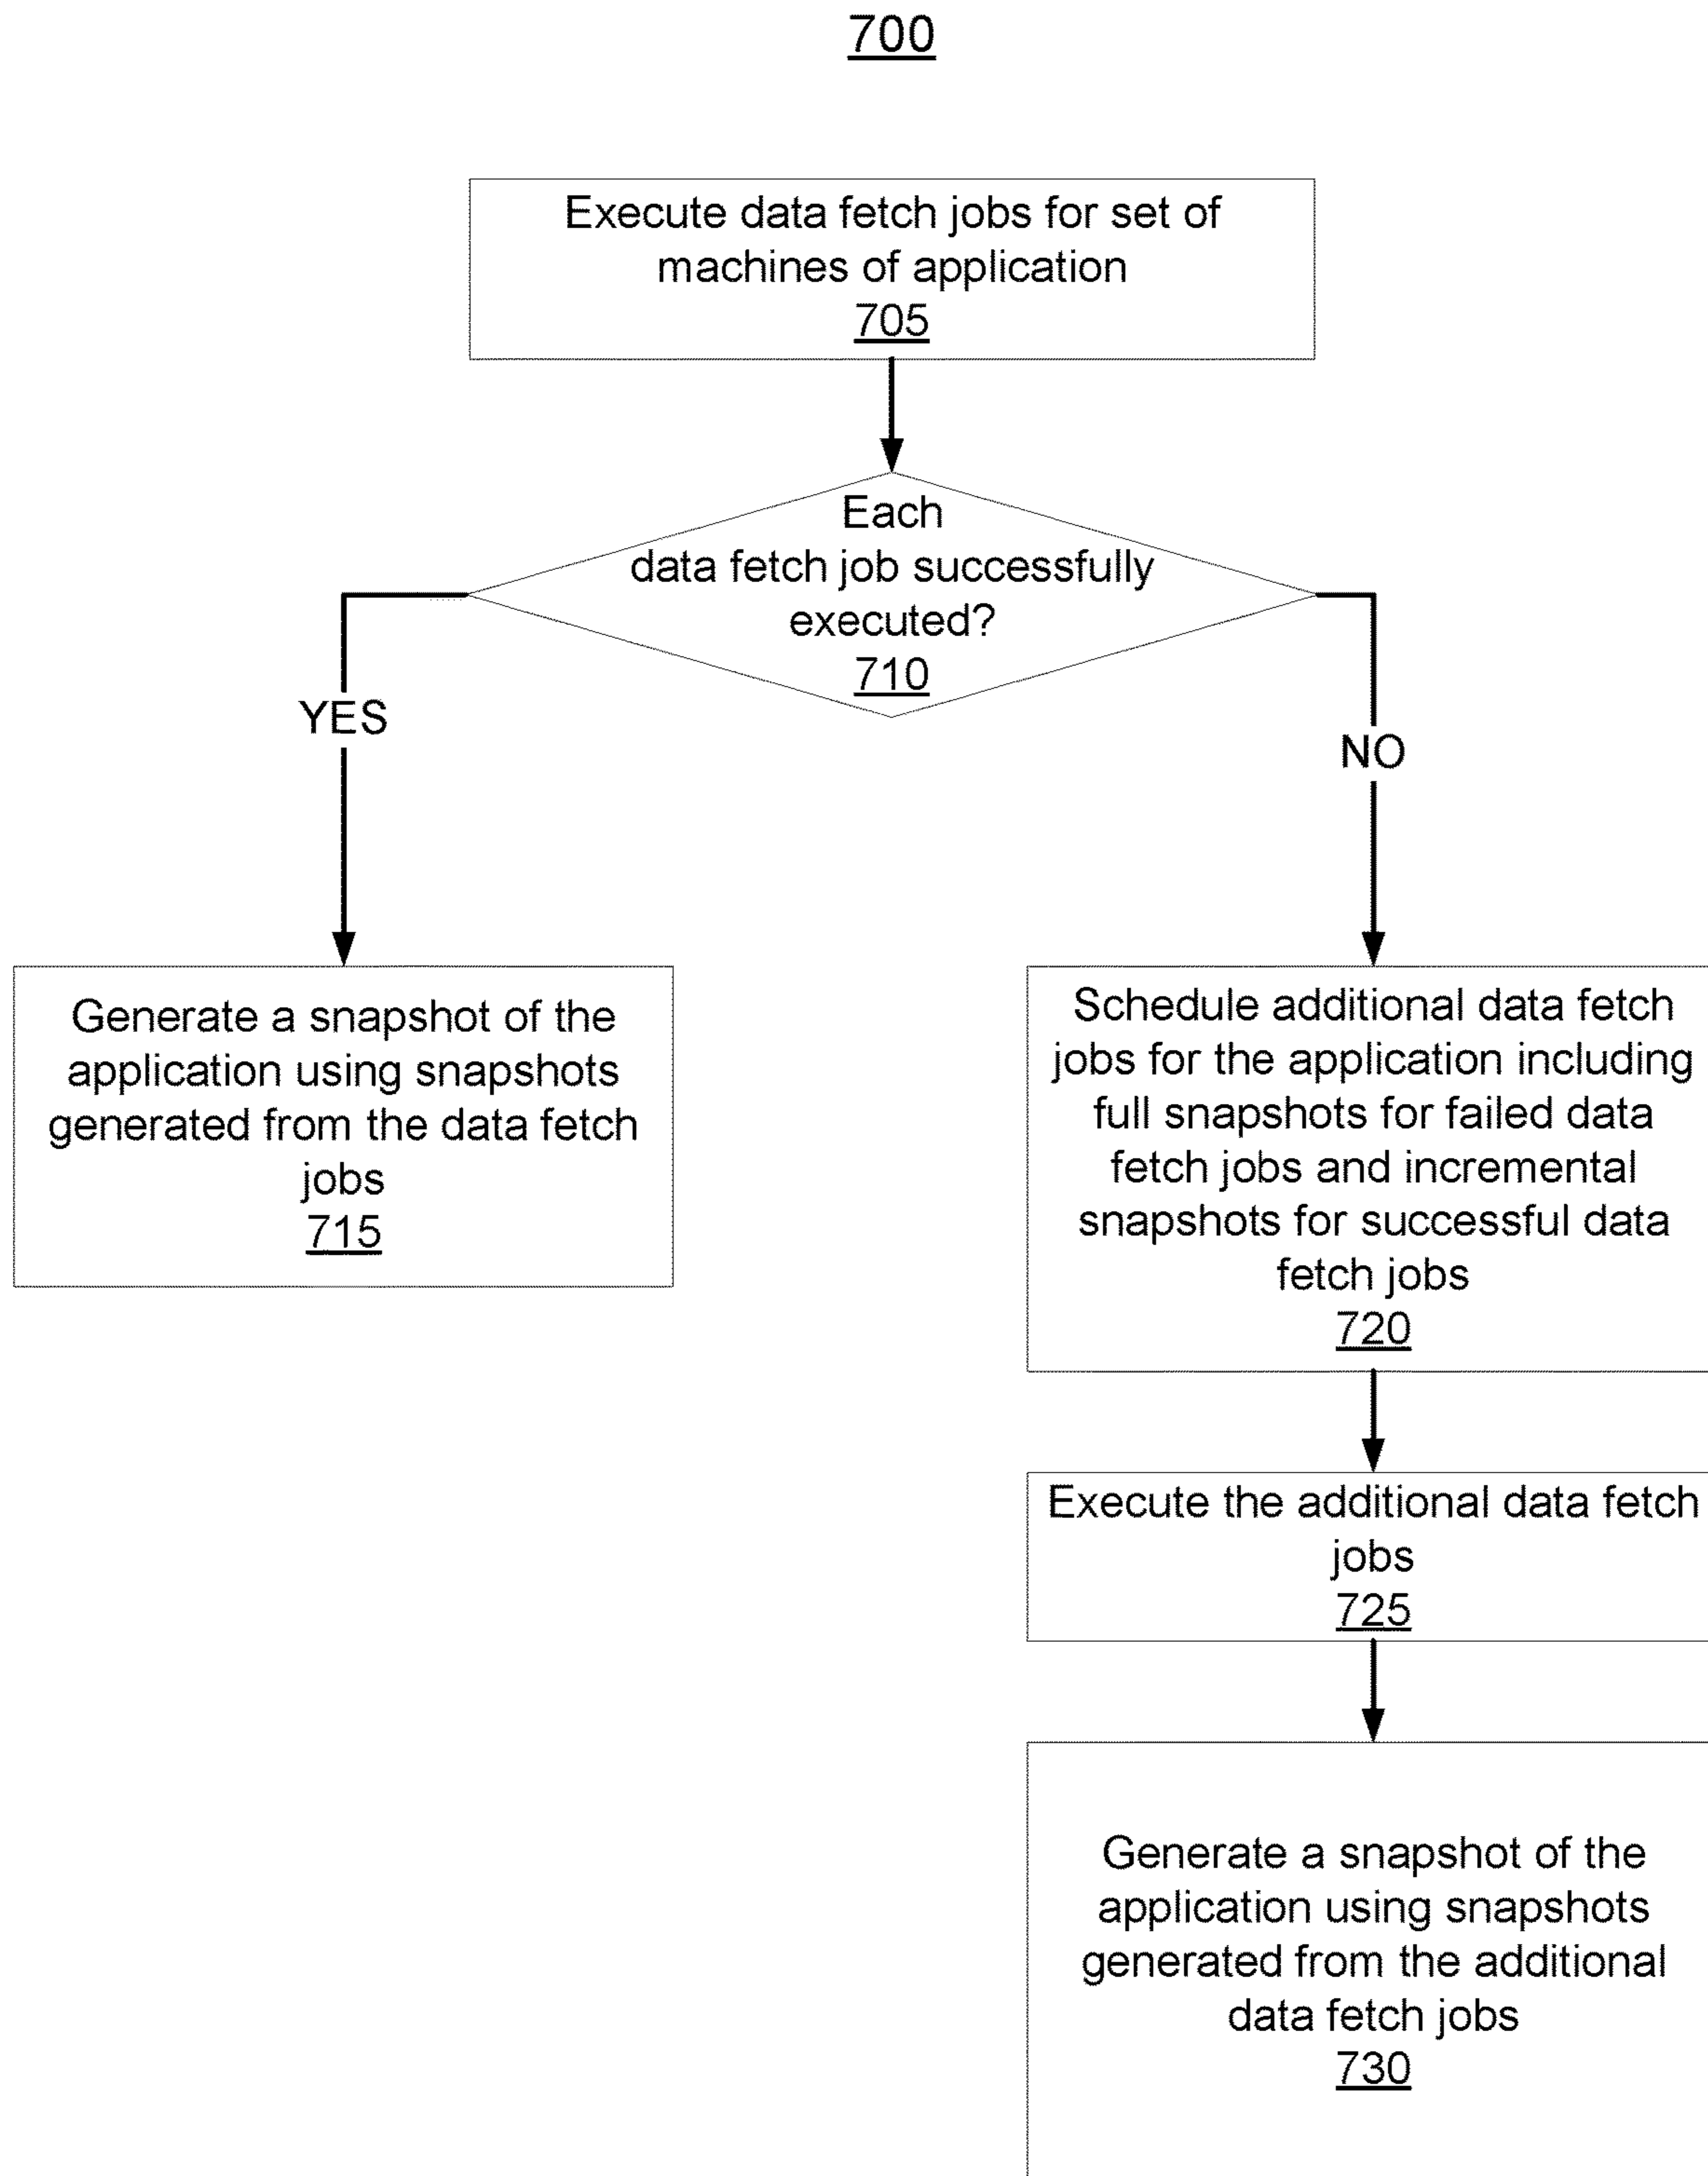 700
Execute data fetch jobs for set of
machines of application
705
Each
data fetch job successfully
executed?
710
YES
NO
Generate a snapshot of the
application using snapshots
generated from the data fetch
jobs
715
Schedule additional data fetch
jobs for the application including
full snapshots for failed data
fetch jobs and incremental
snapshots for successful data
fetch jobs
720
Execute the additional data fetch
jobs
725
Generate a snapshot of the
application using snapshots
generated from the additional
data fetch jobs
730